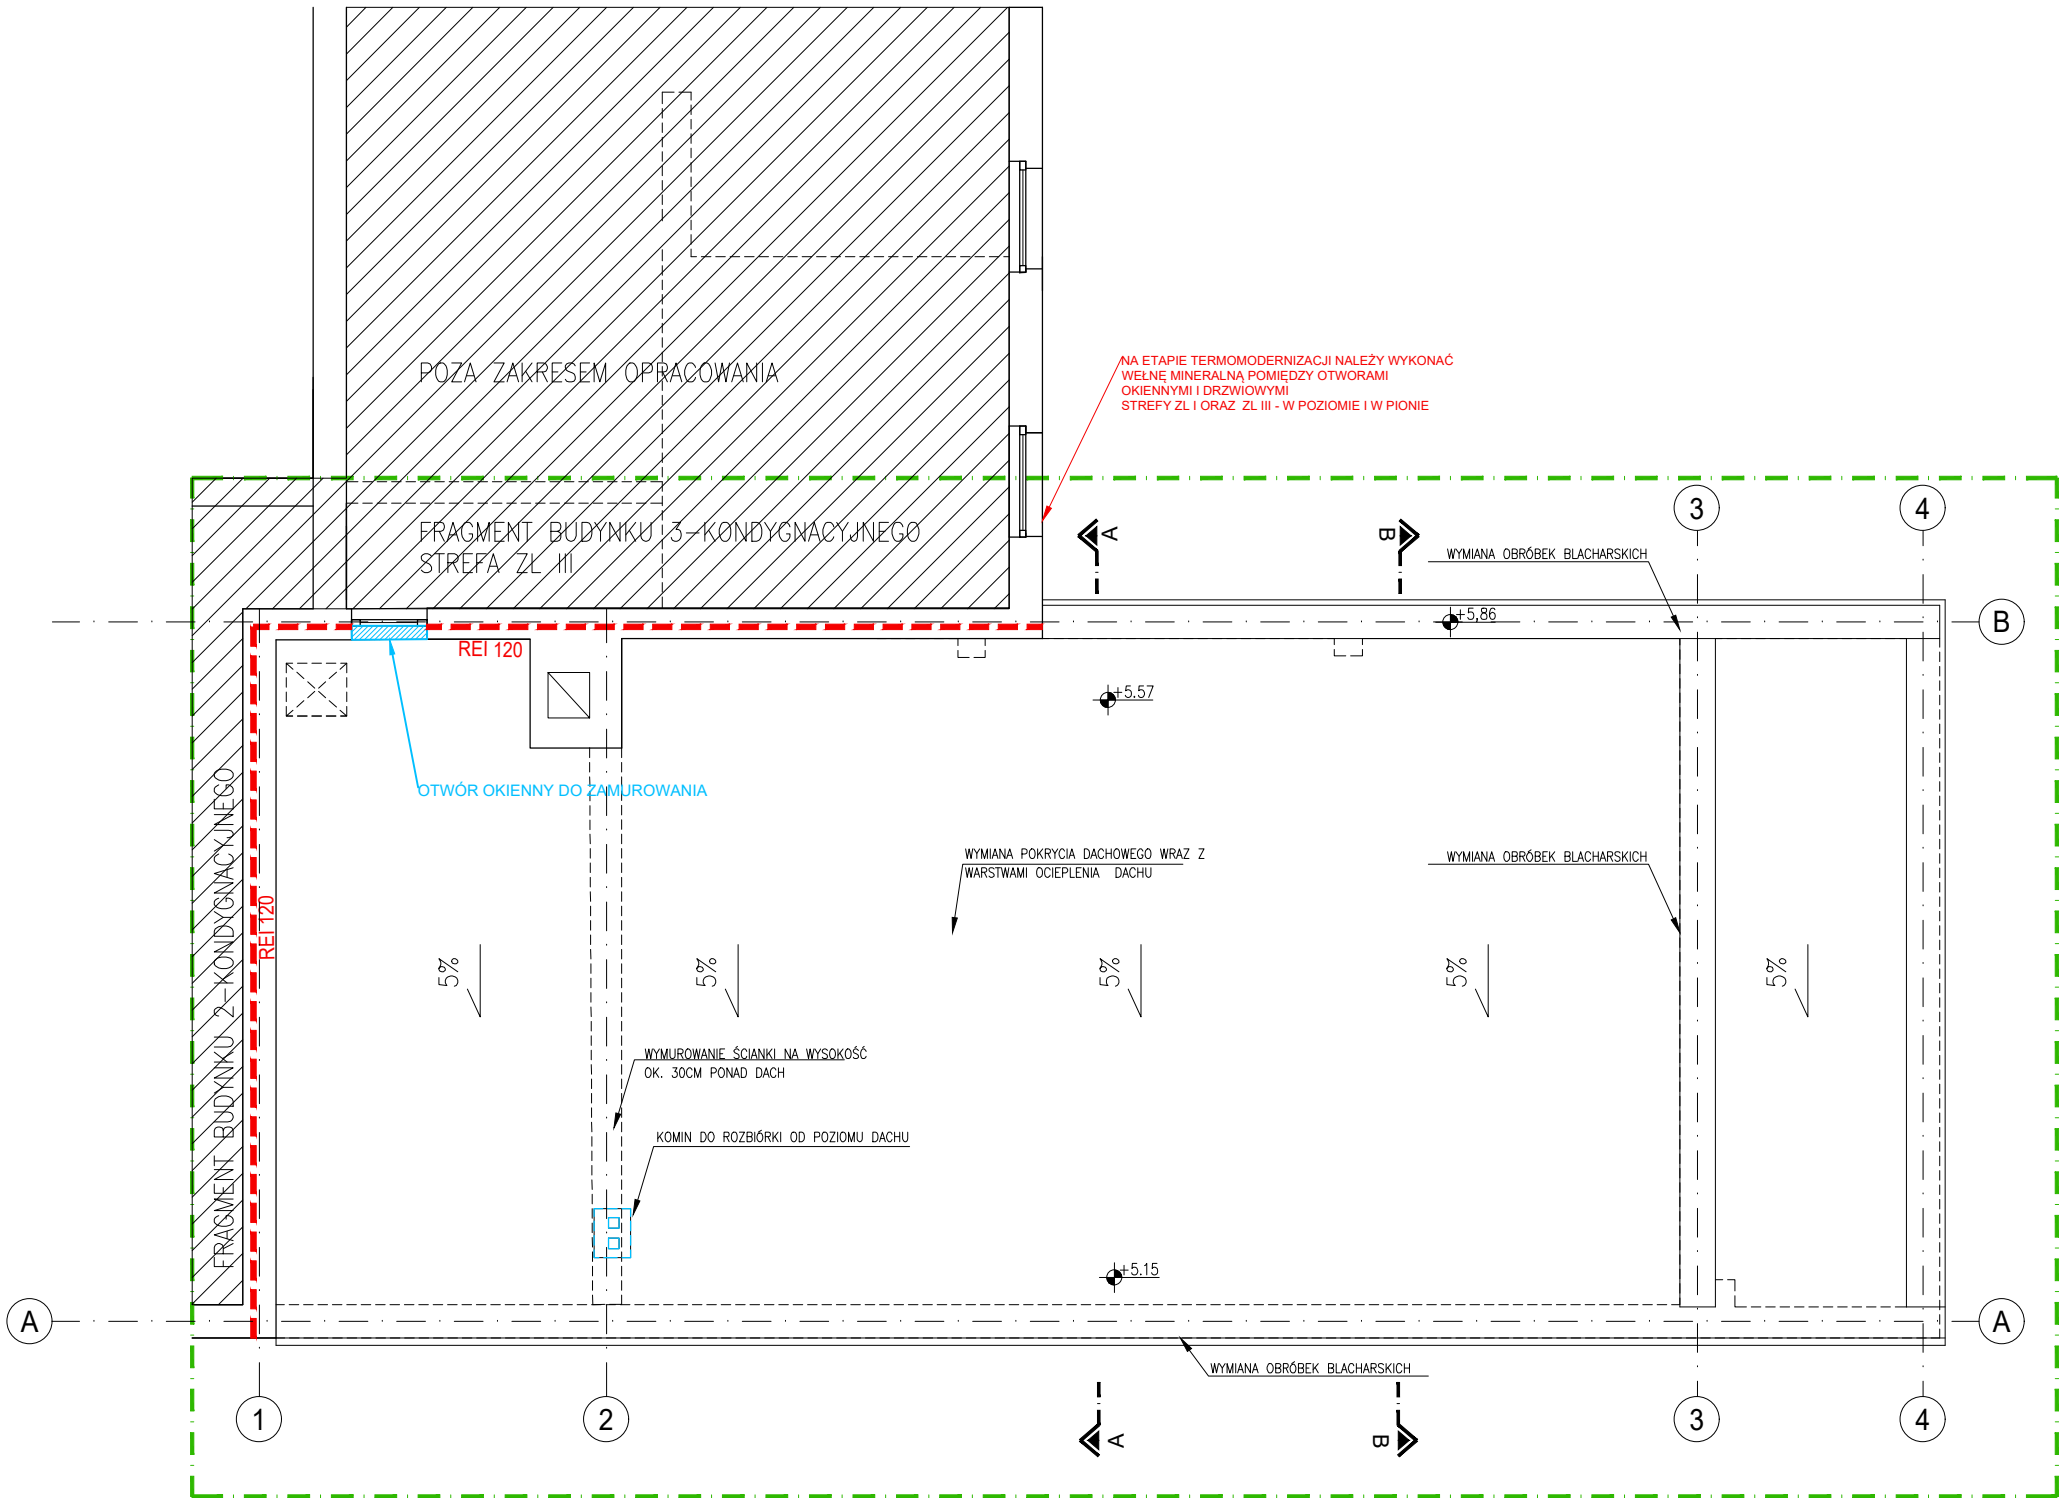 POZA ZAKRESEM OPRACOWANIA
NA ETAPIE TERMOMODERNIZACJI NALEŻY WYKONAĆ
WEŁNĘ MINERALNĄ POMIĘDZY OTWORAMI
OKIENNYMI I DRZWIOWYMI
STREFY ZL I ORAZ ZL III - W POZIOMIE I W PIONIE
FRAGMENT BUDYNKU 3-KONDYGNACYJNEGO
STREFA ZL III
A
B
3
4
WYMIANA OBRÓBEK BLACHARSKICH
+5,86
B
REI 120
+5.57
OTWÓR OKIENNY DO ZAMUROWANIA
FRAGMENT BUDYNKU 2-KONDYGNACYJNEGO
REI 120
WYMIANA POKRYCIA DACHOWEGO WRAZ Z
WARSTWAMI OCIEPLENIA DACHU
WYMIANA OBRÓBEK BLACHARSKICH
5%
5%
5%
5%
5%
WYMUROWANIE ŚCIANKI NA WYSOKOŚĆ
OK. 30CM PONAD DACH
KOMIN DO ROZBIÓRKI OD POZIOMU DACHU
+5.15
A
A
WYMIANA OBRÓBEK BLACHARSKICH
1
2
A
B
3
4